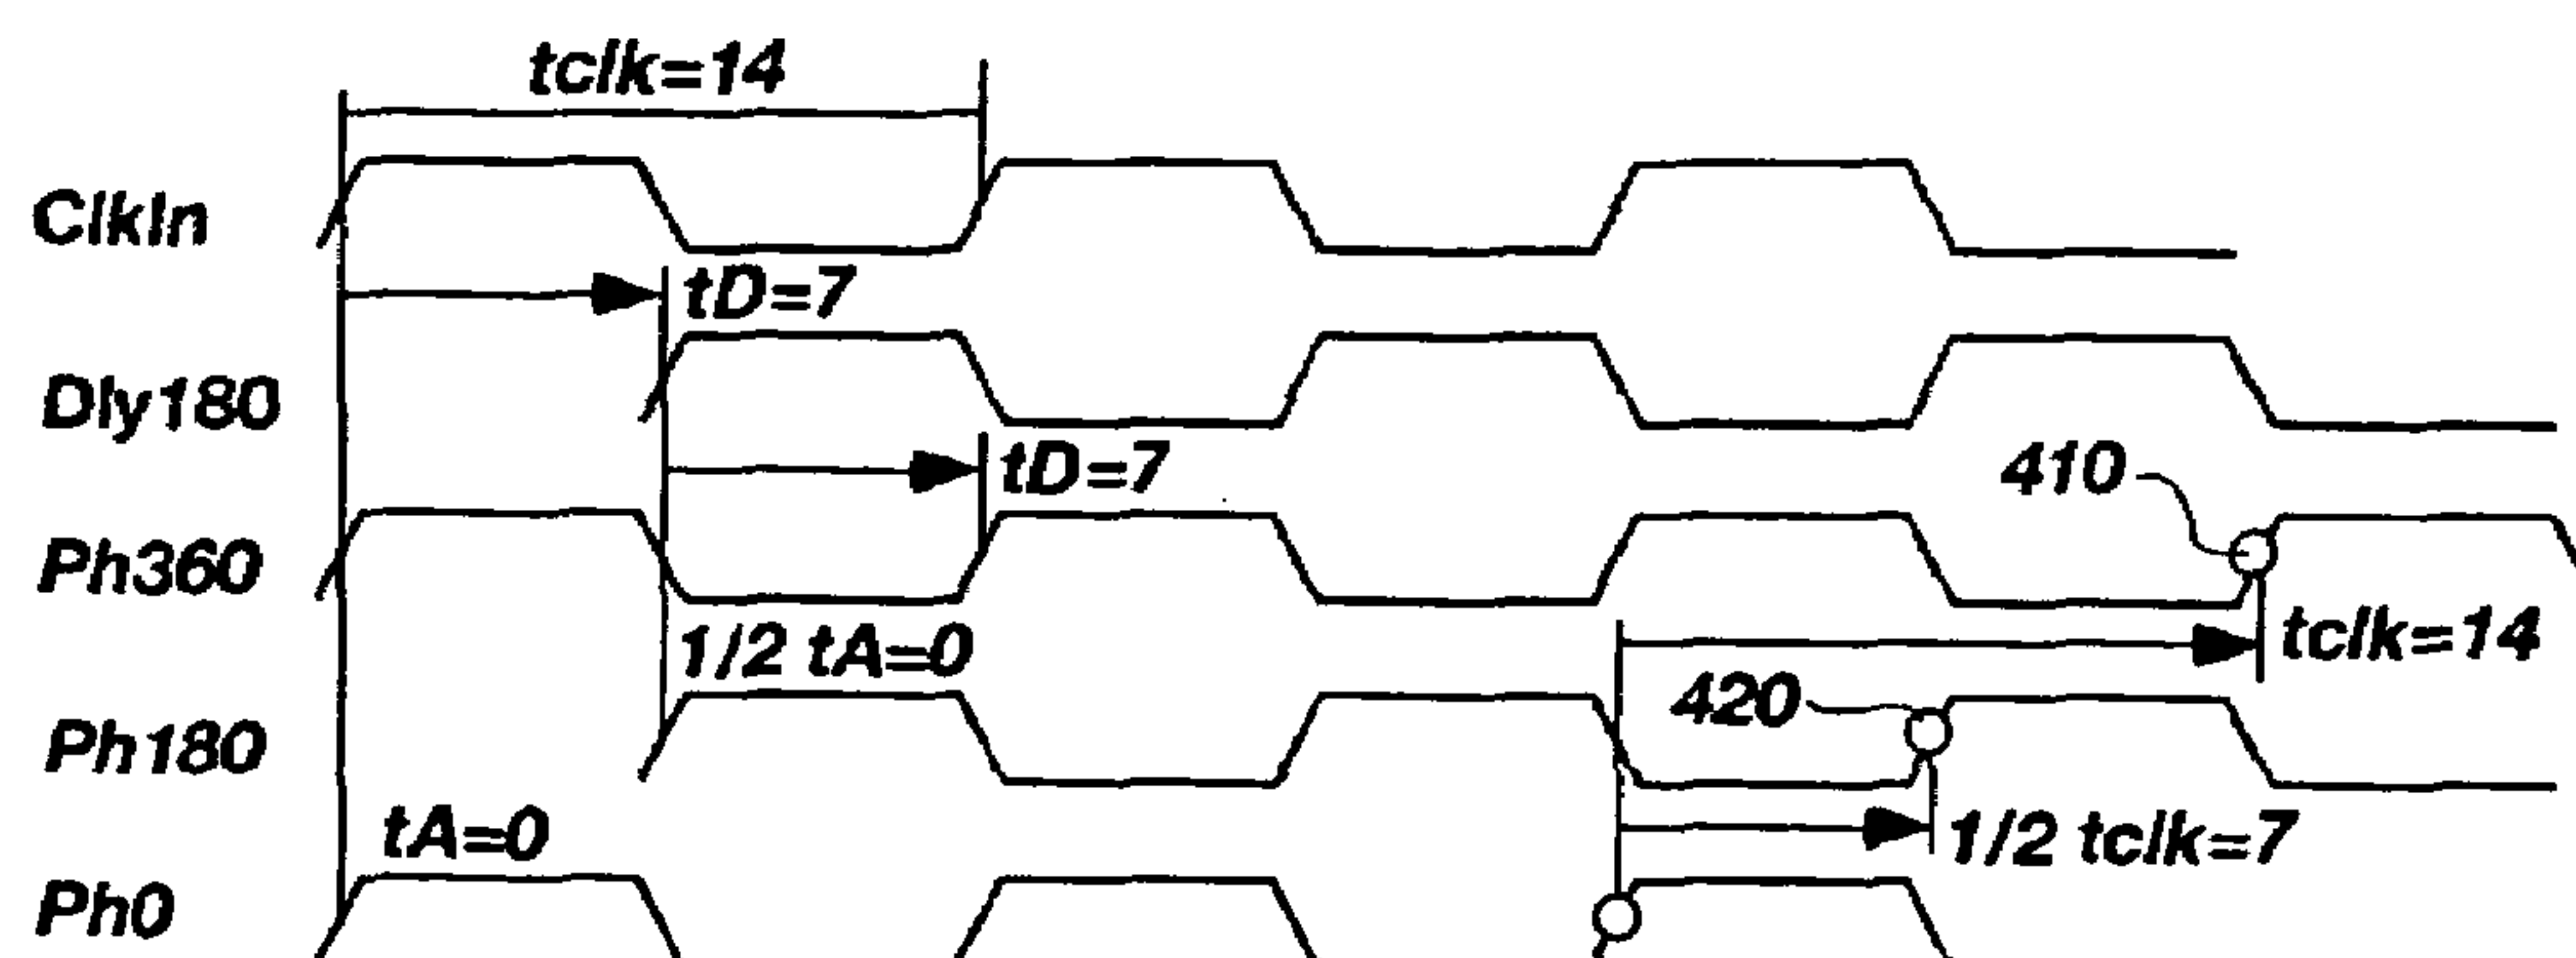 tclk=14
ClkIn
tD=7
Dly180
tD=7
410
Ph360
tclk=14
1/2 tA=0
420
Ph180
1/2 tclk=7
tA=0
Ph0